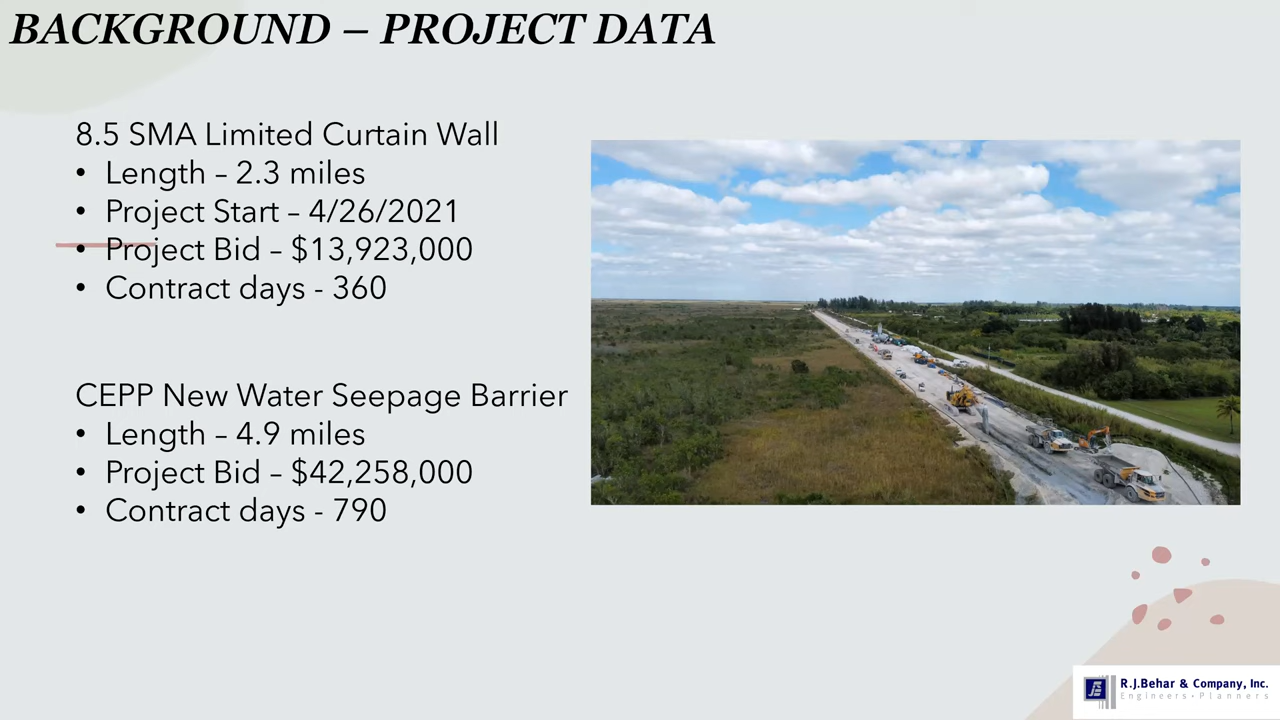 BACKGROUND – PROJECT DATA
8.5 SMA Limited Curtain Wall
• Length – 2.3 miles
• Project Start – 4/26/2021
• Project Bid – $13,923,000
• Contract days - 360
CEPP New Water Seepage Barrier
• Length – 4.9 miles
• Project Bid – $42,258,000
• Contract days - 790
R.J.Behar & Company, Inc.
Engineers•Planners